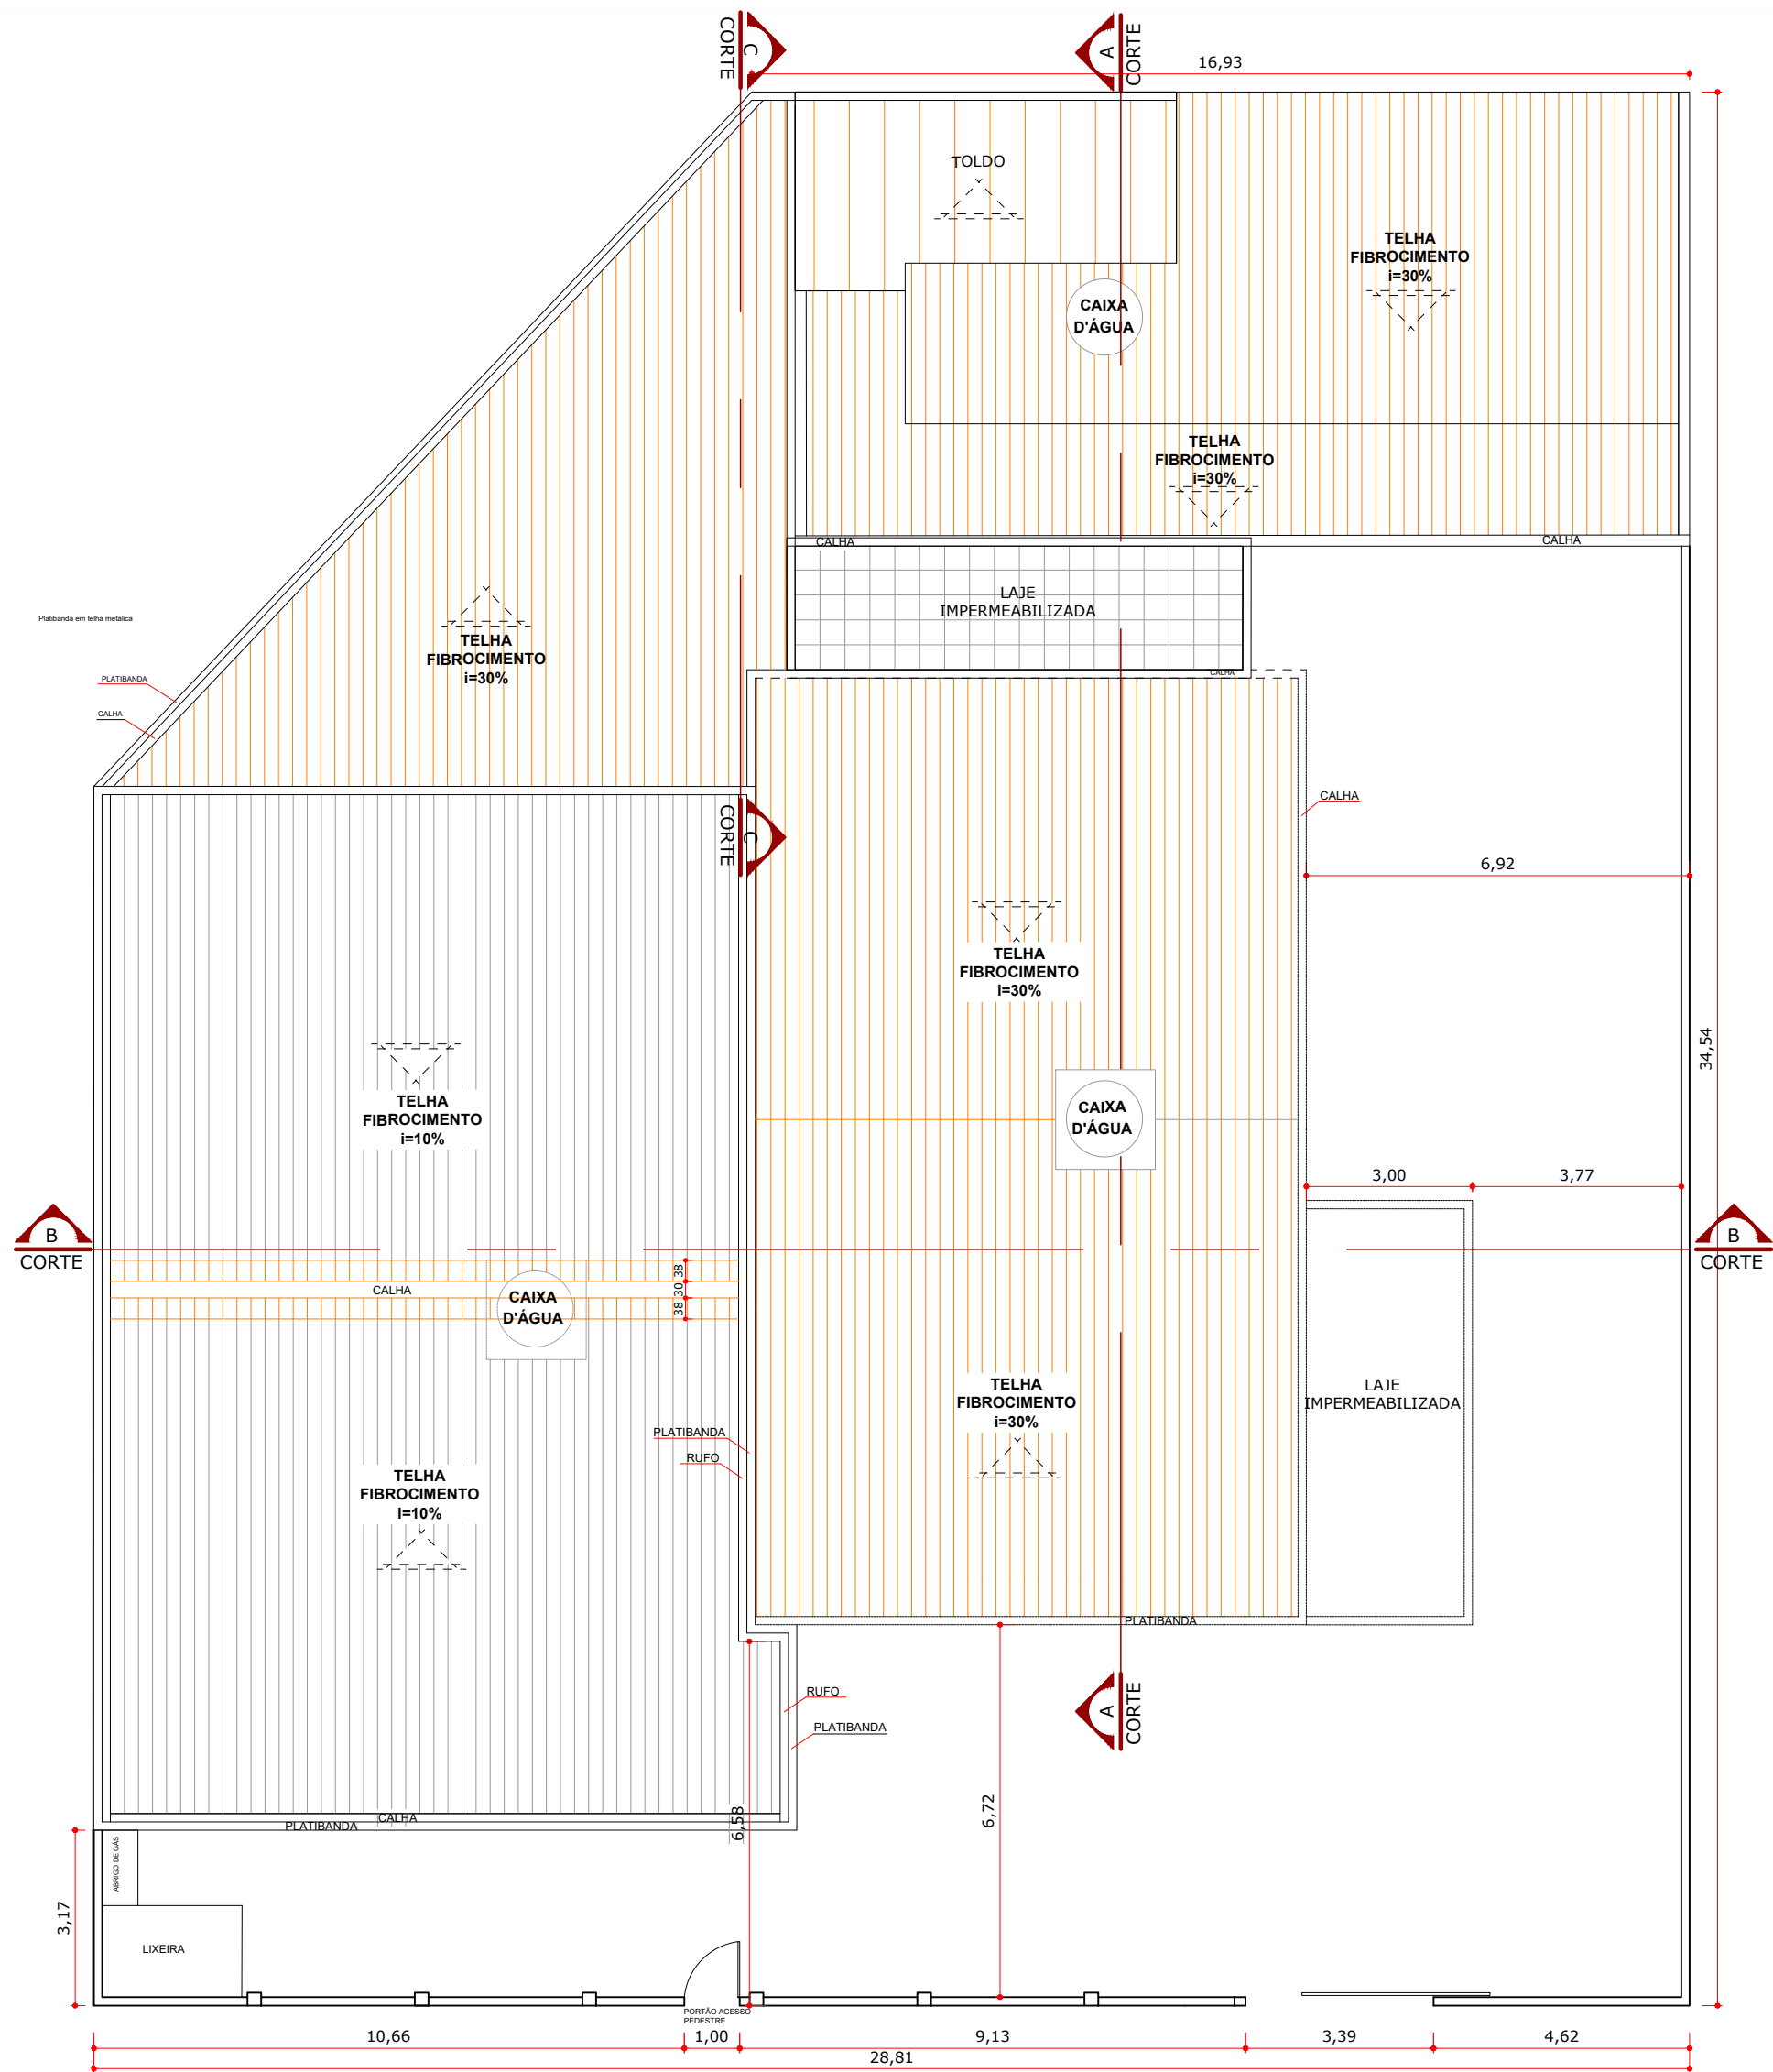 C
CORTE
A
CORTE
16,93
TOLDO
TELHA
FIBROCIMENTO
i=30%
CAIXA
D'ÁGUA
TELHA
FIBROCIMENTO
i=30%
CALHA
CALHA
LAJE
IMPERMEABILIZADA
Platibanda em telha metálica
TELHA
FIBROCIMENTO
i=30%
CALHA
PLATIBANDA
CALHA
CALHA
C
CORTE
6,92
TELHA
FIBROCIMENTO
i=30%
34,54
TELHA
FIBROCIMENTO
i=10%
CAIXA
D'ÁGUA
3,00
3,77
B
CORTE
B
CORTE
38
30
38
CALHA
CAIXA
D'ÁGUA
LAJE
IMPERMEABILIZADA
TELHA
FIBROCIMENTO
i=30%
PLATIBANDA
RUFO
TELHA
FIBROCIMENTO
i=10%
PLATIBANDA
RUFO
PLATIBANDA
A
CORTE
6,58
6,72
CALHA
PLATIBANDA
ABRIGO DE GÁS
3,17
LIXEIRA
PORTÃO ACESSO
PEDESTRE
10,66
1,00
9,13
3,39
4,62
28,81